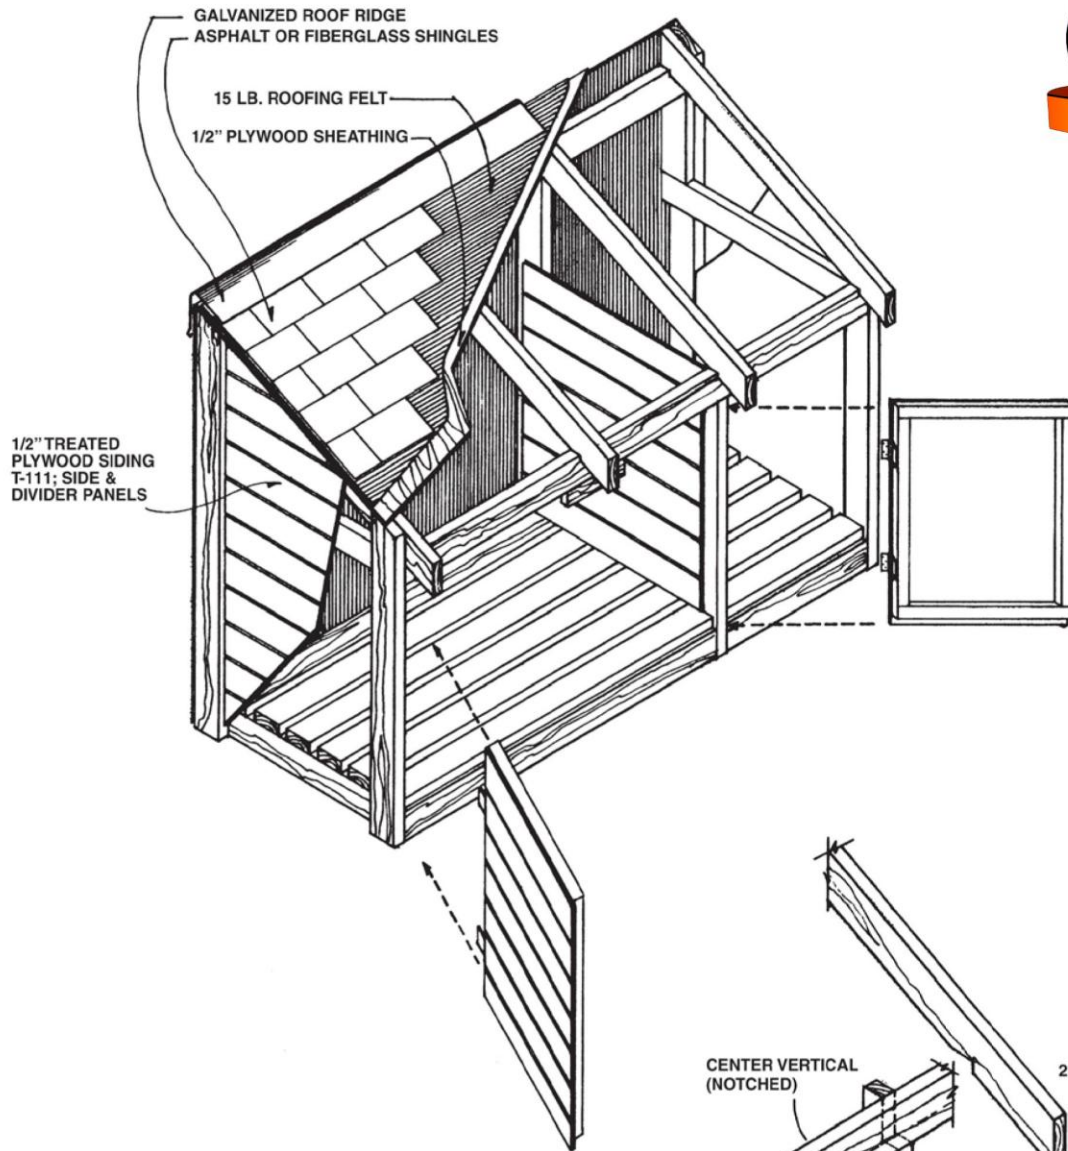 GALVANIZED ROOF RIDGE
ASPHALT OR FIBERGLASS SHINGLES
15 LB. ROOFING FELT
1/2” PLYWOOD SHEATHING
1/2” TREATED
PLYWOOD SIDING
T-111; SIDE &
DIVIDER PANELS
CENTER VERTICAL
(NOTCHED)
2